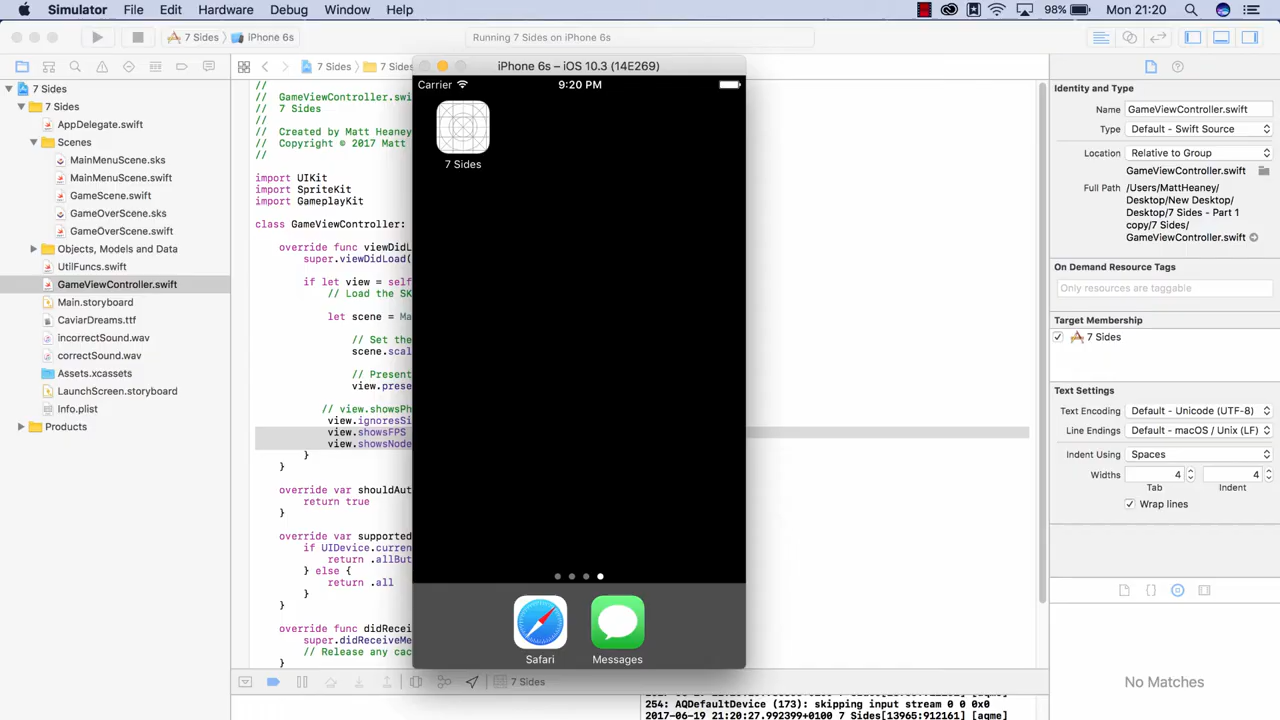 Simulator File Edit Hardware Debug Window Help 98% Mon 21:20
7 Sides iPhone 6s Running 7 Sides on iPhone 6s
7 Sides
7 Sides
AppDelegate.swift
Scenes
MainMenuScene.sks
MainMenuScene.swift
GameScene.swift
GameOverScene.sks
GameOverScene.swift
Objects, Models and Data
UtilFuncs.swift
GameViewController.swift
Main.storyboard
CaviarDreams.ttf
incorrectSound.wav
correctSound.wav
Assets.xcassets
LaunchScreen.storyboard
Info.plist
Products
7 Sides 7 Sides
//
// GameViewController.swi
// 7 Sides
//
// Created by Matt Heaney
// Copyright © 2017 Matt
//
import UIKit
import SpriteKit
import GameplayKit
class GameViewController:
override func viewDidL
super.viewDidLoad(
if let view = self
// Load the SK
let scene = Ma
// Set the
scene.scal
// Present
view.prese
// view.showsPh
view.ignoresSi
view.showsFPS
view.showsNode
}
}
override var shouldAut
return true
}
override var supported
if UIDevice.curren
return .allBut
} else {
return .all
}
}
override func didRecei
super.didReceiveMe
// Release any cac
}
iPhone 6s – iOS 10.3 (14E269)
Carrier 9:20 PM
7 Sides
Safari Messages
7 Sides
254: AQDefaultDevice (173): skipping input stream 0 0 0x0
2017-06-19 21:20:27.992399+0100 7 Sides[13965:912161] [aqme]
Identity and Type
Name GameViewController.swift
Type Default - Swift Source
Location Relative to Group
GameViewController.swift
Full Path /Users/MattHeaney/
Desktop/New Desktop/
Desktop/7 Sides - Part 1
copy/7 Sides/
GameViewController.swift
On Demand Resource Tags
Only resources are taggable
Target Membership
7 Sides
Text Settings
Text Encoding Default - Unicode (UTF-8)
Line Endings Default - macOS / Unix (LF)
Indent Using Spaces
Widths 4 4
Tab Indent
Wrap lines
No Matches